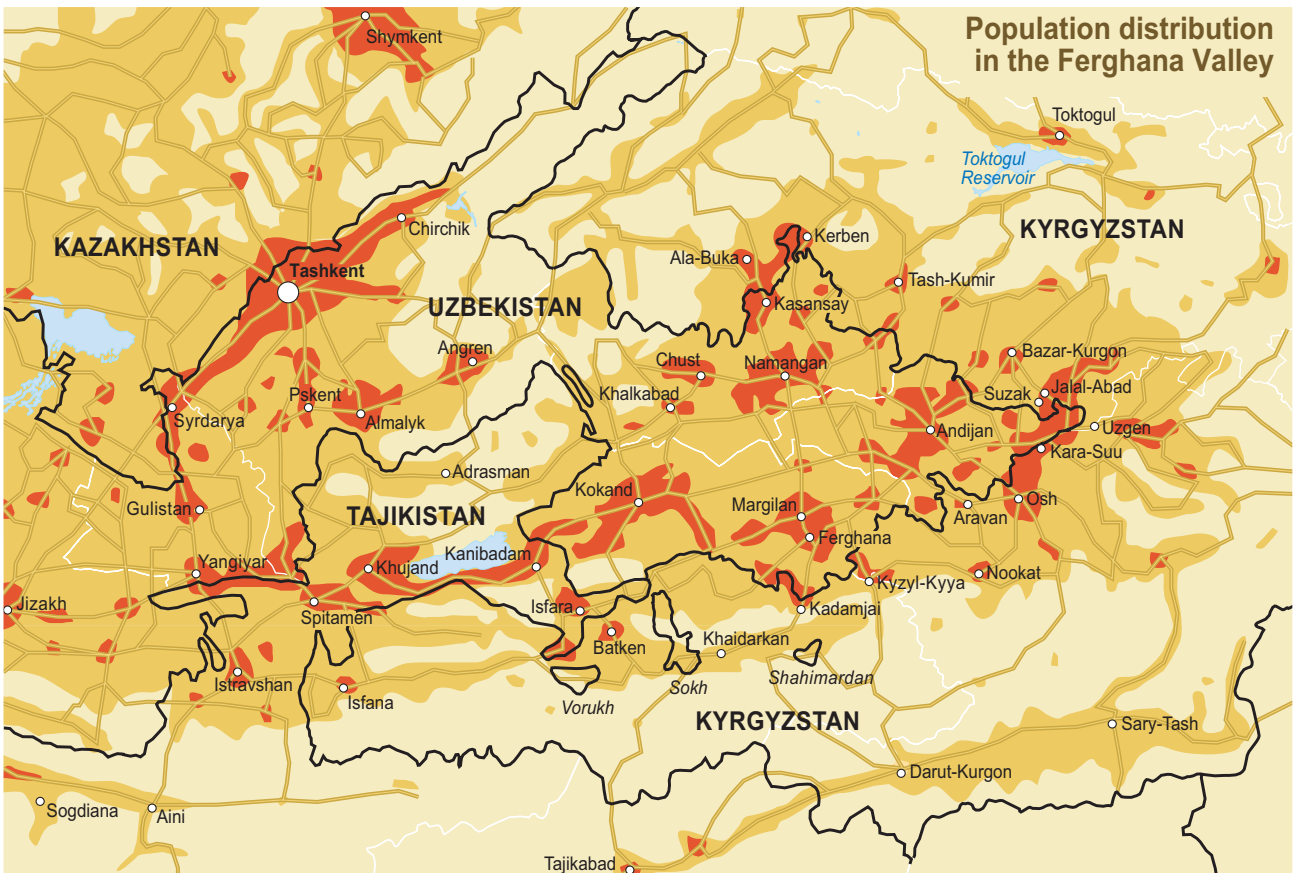 Population distribution
in the Ferghana Valley
Shymkent
Toktogul
Toktogul
Reservoir
KYRGYZSTAN
Chirchik
KAZAKHSTAN
Kerben
Ala-Buka
Tashkent
Tash-Kumir
UZBEKISTAN
Kasansay
Angren
Chust
Namangan
Bazar-Kurgon
Pskent
Khalkabad
Suzak
Jalal-Abad
Syrdarya
Almalyk
Andijan
Uzgen
Kara-Suu
Adrasman
Kokand
Gulistan
TAJIKISTAN
Margilan
Aravan
Osh
Ferghana
Kanibadam
Yangiyar
Khujand
Kyzyl-Kyya
Nookat
Jizakh
Spitamen
Isfara
Kadamjai
Batken
Khaidarkan
Istravshan
Isfana
Vorukh
Sokh
Shahimardan
KYRGYZSTAN
Sary-Tash
Darut-Kurgon
Sogdiana
Aini
Tajikabad